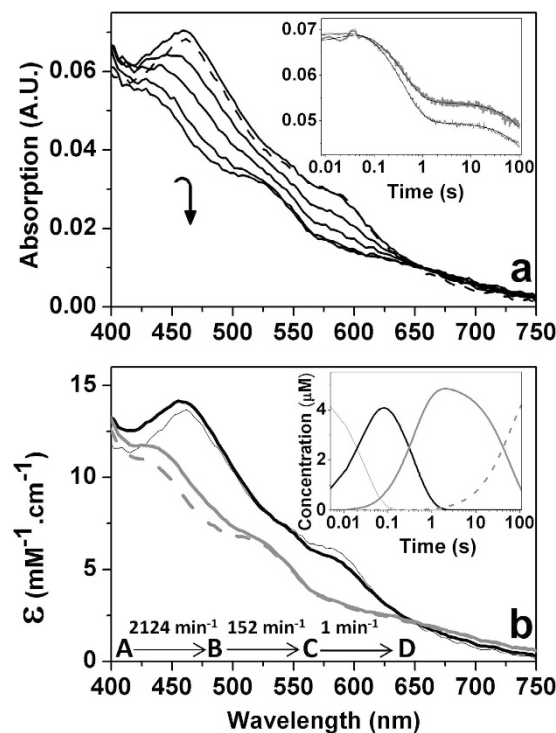 0.06
0.04
0.02
0.00
Absorption (A.U.)
0.07
0.06
0.05
0.01 0.1 1 10 100
Time (s)
a
400 450 500 550 600 650 700 750
15
10
5
0
ε (mM⁻¹.cm⁻¹)
4
2
0
Concentration (μM)
0.01 0.1 1 10 100
Time (s)
b
2124 min⁻¹ 152 min⁻¹ 1 min⁻¹
A B C D
400 450 500 550 600 650 700 750
Wavelength (nm)